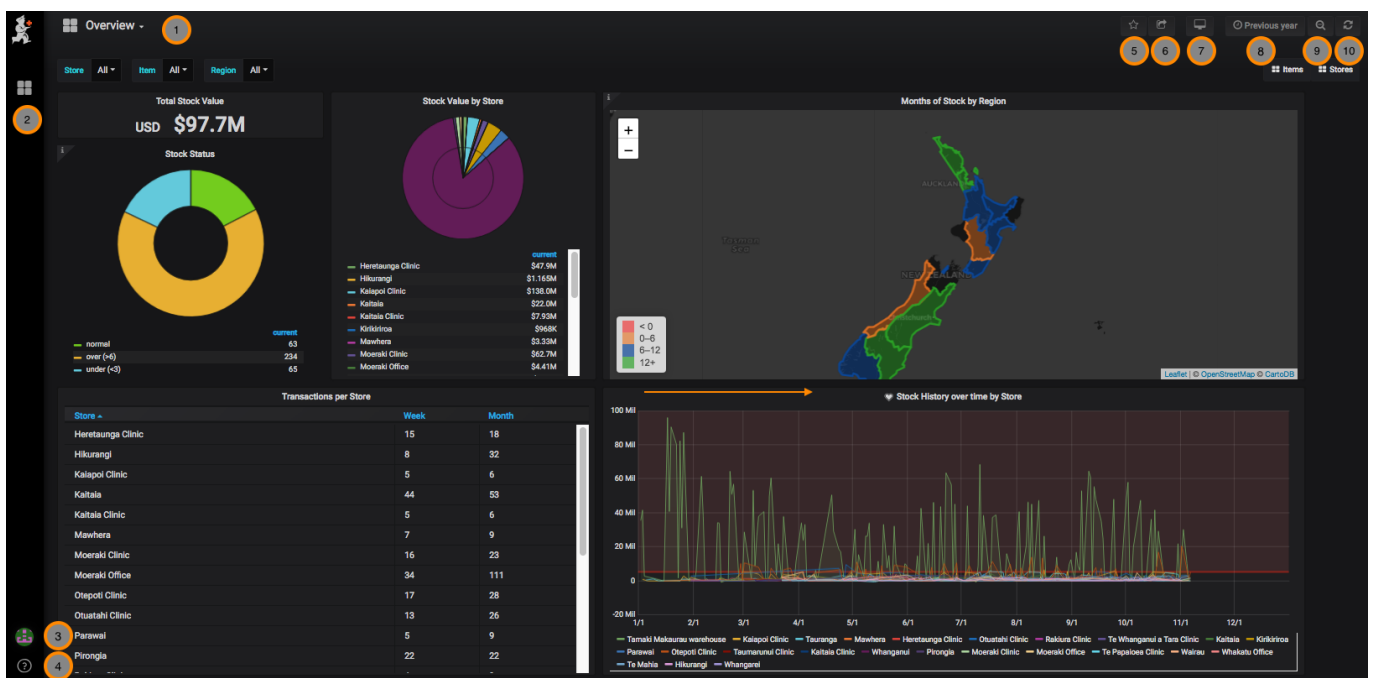 Overview
1
5
6
7
Previous year
8
9
10
Store All
Item All
Region All
Items
Stores
2
Total Stock Value
USD $97.7M
Stock Status
current
normal 63
over (>6) 234
under (<3) 65
Stock Value by Store
current
Heretaunga Clinic $47.9M
Hikurangi $1.165M
Kaiapoi Clinic $138.0M
Kaitaia $22.0M
Kaitaia Clinic $7.93M
Kirikiriroa $968K
Mawhera $3.33M
Moeraki Clinic $62.7M
Moeraki Office $4.41M
Months of Stock by Region
+
−
AUCKLAN
Tasman
Sea
NEW ZEALAND
< 0
0–6
6–12
12+
Leaflet | © OpenStreetMap © CartoDB
Transactions per Store
Store Week Month
Heretaunga Clinic 15 18
Hikurangi 8 32
Kaiapoi Clinic 5 6
Kaitaia 44 53
Kaitaia Clinic 5 6
Mawhera 7 9
Moeraki Clinic 16 23
Moeraki Office 34 111
Otepoti Clinic 17 28
Otuatahi Clinic 13 26
Parawai 5 9
Pirongia 22 22
3
4
?
Stock History over time by Store
100 Mil
80 Mil
60 Mil
40 Mil
20 Mil
0
-20 Mil
1/1 2/1 3/1 4/1 5/1 6/1 7/1 8/1 9/1 10/1 11/1 12/1
Tamaki Makaurau warehouse Kaiapoi Clinic Tauranga Mawhera Heretaunga Clinic Otuatahi Clinic Rakiura Clinic Te Whanganui a Tara Clinic Kaitaia Kirikiriroa
Parawai Otepoti Clinic Taumarunui Clinic Kaitaia Clinic Whanganui Pirongia Moeraki Clinic Moeraki Office Te Papaioea Clinic Wairau Whakatu Office
Te Mahia Hikurangi Whangarei